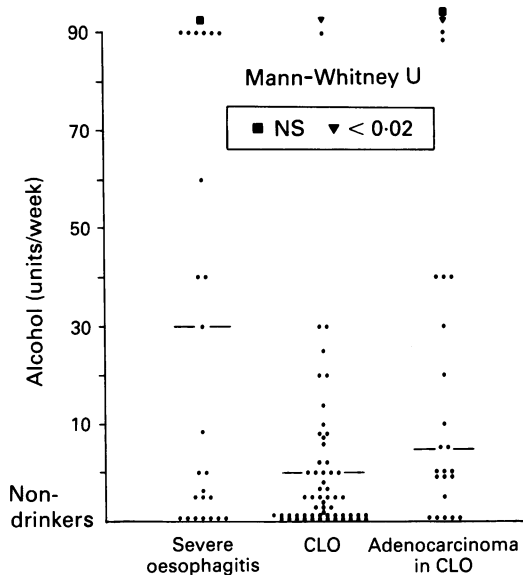 90
Mann-Whitney U
■ NS ▼ < 0·02
70
50
30
10
Alcohol (units/week)
Non-
drinkers
Severe
oesophagitis
CLO
Adenocarcinoma
in CLO